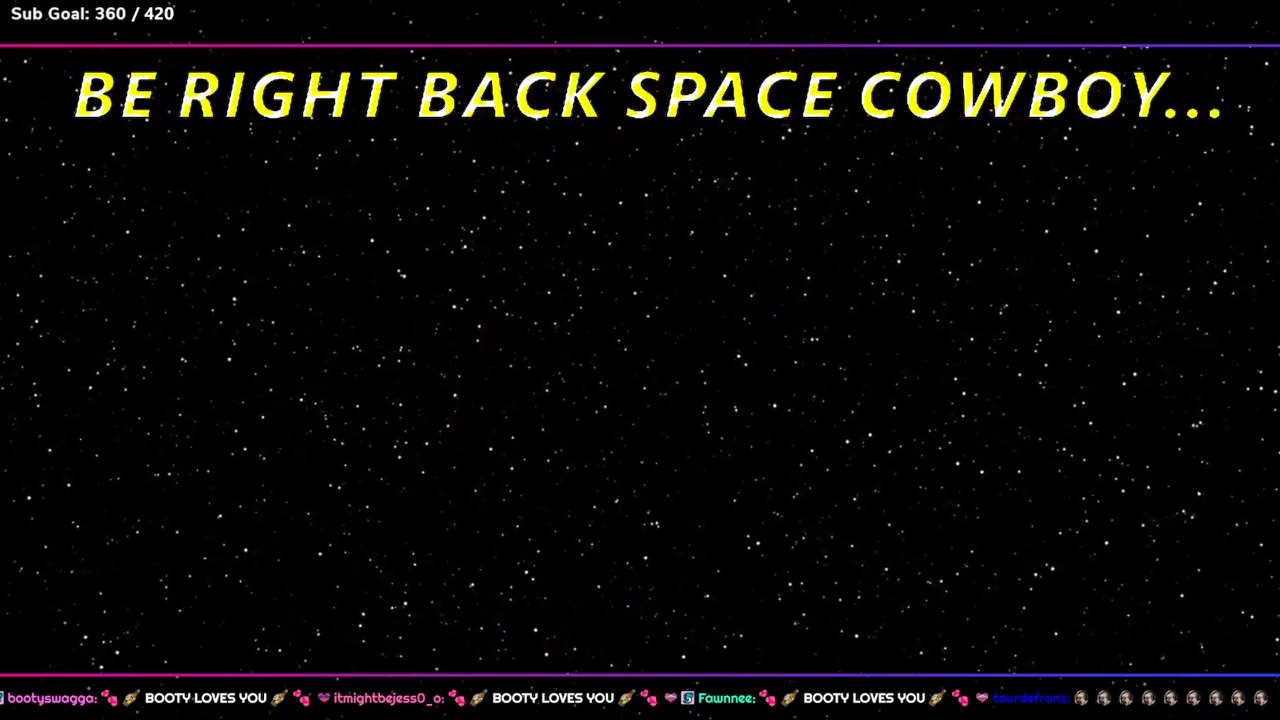 Sub Goal: 360 / 420
BE RIGHT BACK SPACE COWBOY...
bootyswagga: BOOTY LOVES YOU itmightbejess0_o: BOOTY LOVES YOU Fawnnee: BOOTY LOVES YOU tourdefranz: